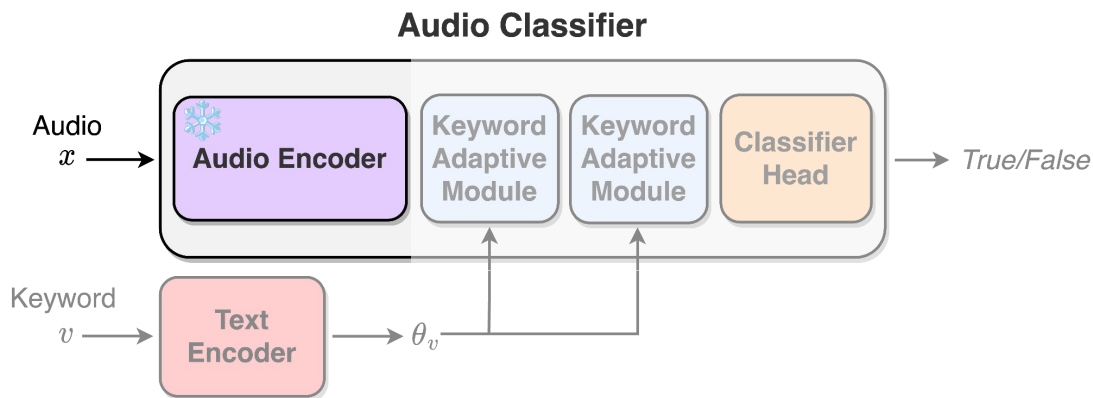 Audio Classifier
Audio
x
Audio Encoder
Keyword
Adaptive
Module
Keyword
Adaptive
Module
Classifier
Head
True/False
Keyword
v
Text
Encoder
θ_v